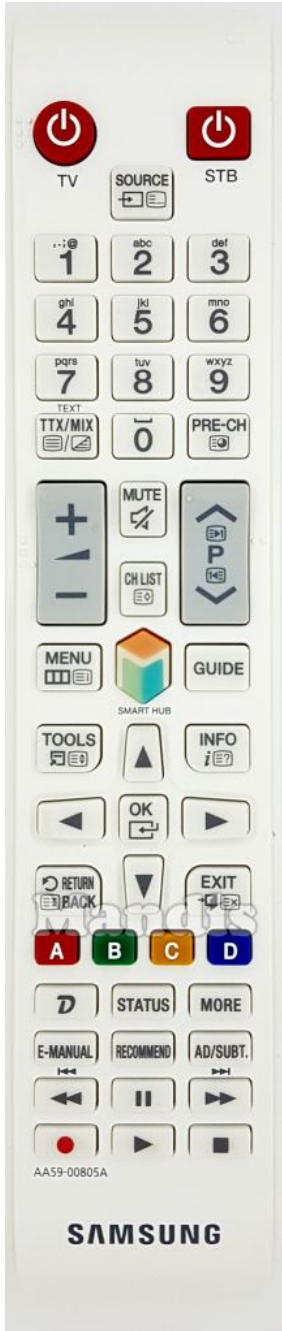 TV
STB
SOURCE
.,-;@ abc def
1 2 3
ghi jkl mno
4 5 6
pqrs tuv wxyz
7 8 9
TEXT
TTX/MIX 0 PRE-CH
MUTE
+
P
−
CH LIST
MENU
GUIDE
SMART HUB
TOOLS
INFO
OK
RETURN
BACK
EXIT
Mandis
A B C D
D STATUS MORE
E-MANUAL RECOMMEND AD/SUBT.
AA59-00805A
SAMSUNG